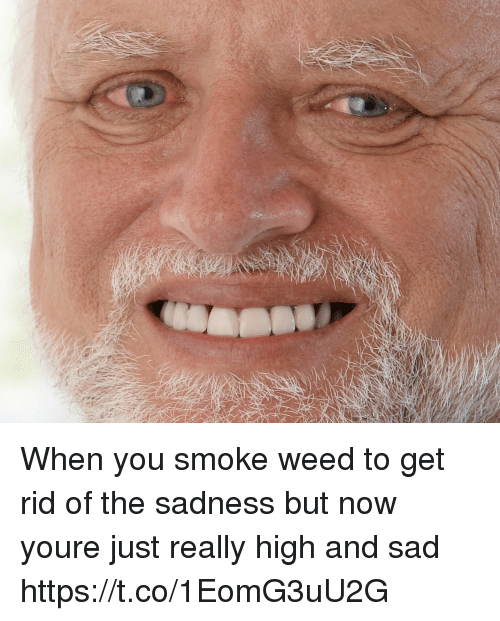 When you smoke weed to get
rid of the sadness but now
youre just really high and sad
https://t.co/1EomG3uU2G